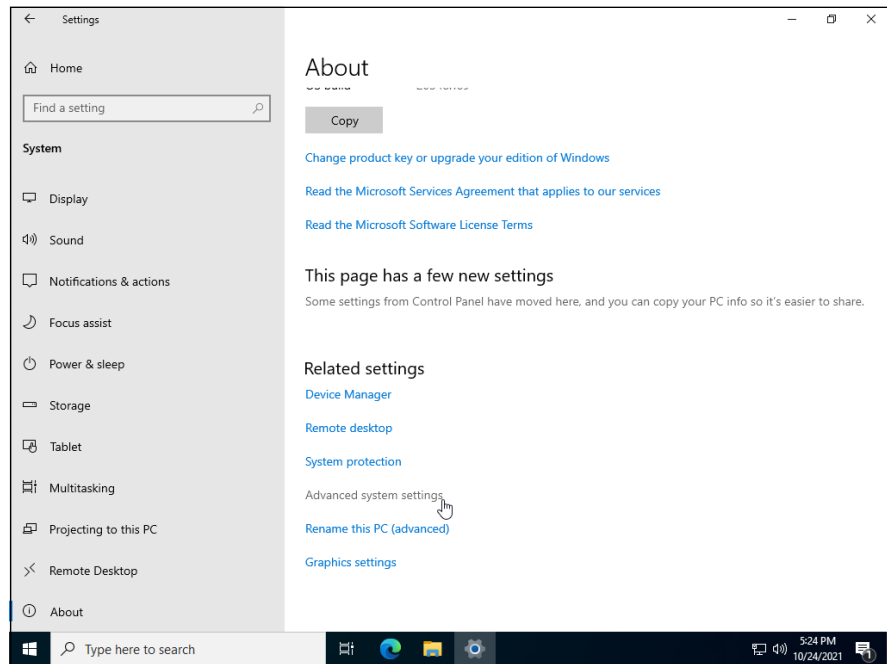 Settings
Home
Find a setting
System
Display
Sound
Notifications & actions
Focus assist
Power & sleep
Storage
Tablet
Multitasking
Projecting to this PC
Remote Desktop
About
About
Copy
Change product key or upgrade your edition of Windows
Read the Microsoft Services Agreement that applies to our services
Read the Microsoft Software License Terms
This page has a few new settings
Some settings from Control Panel have moved here, and you can copy your PC info so it's easier to share.
Related settings
Device Manager
Remote desktop
System protection
Advanced system settings
Rename this PC (advanced)
Graphics settings
Type here to search
5:24 PM
10/24/2021
1